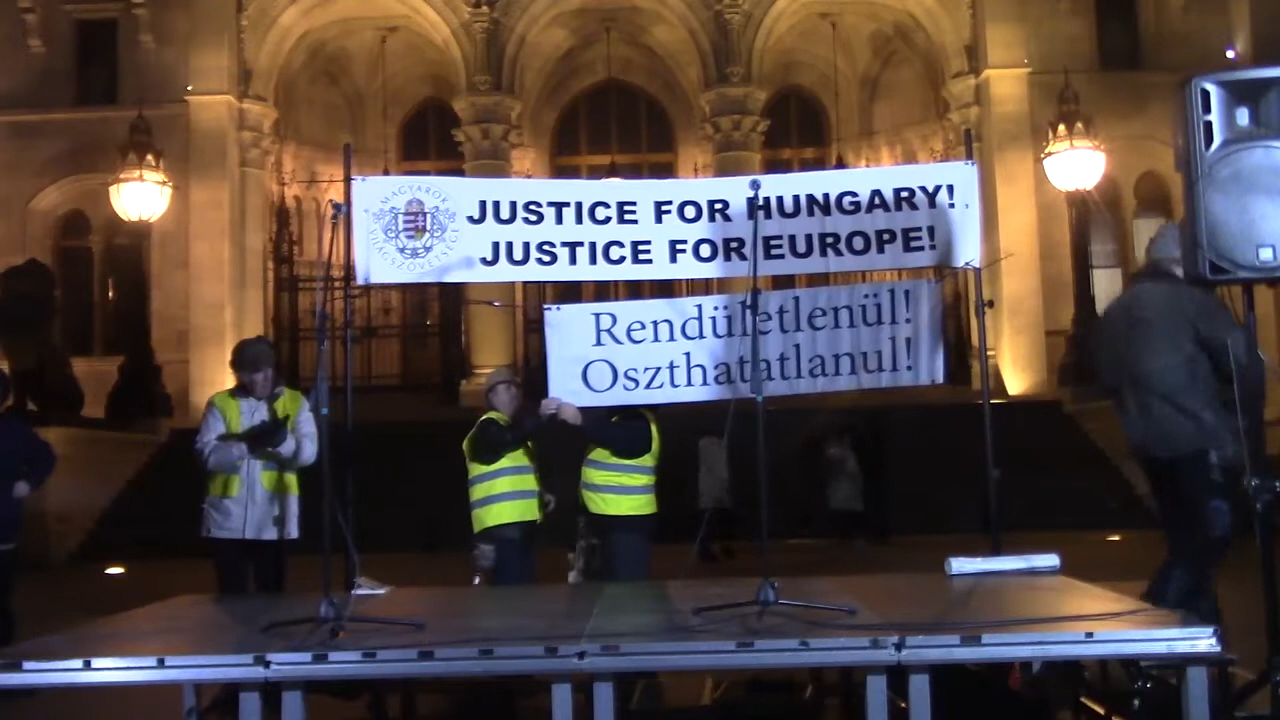 MAGYAROK
VILÁGSZÖVETSÉGE
JUSTICE FOR HUNGARY!
JUSTICE FOR EUROPE!
Rendületlenül!
Oszthatatlanul!